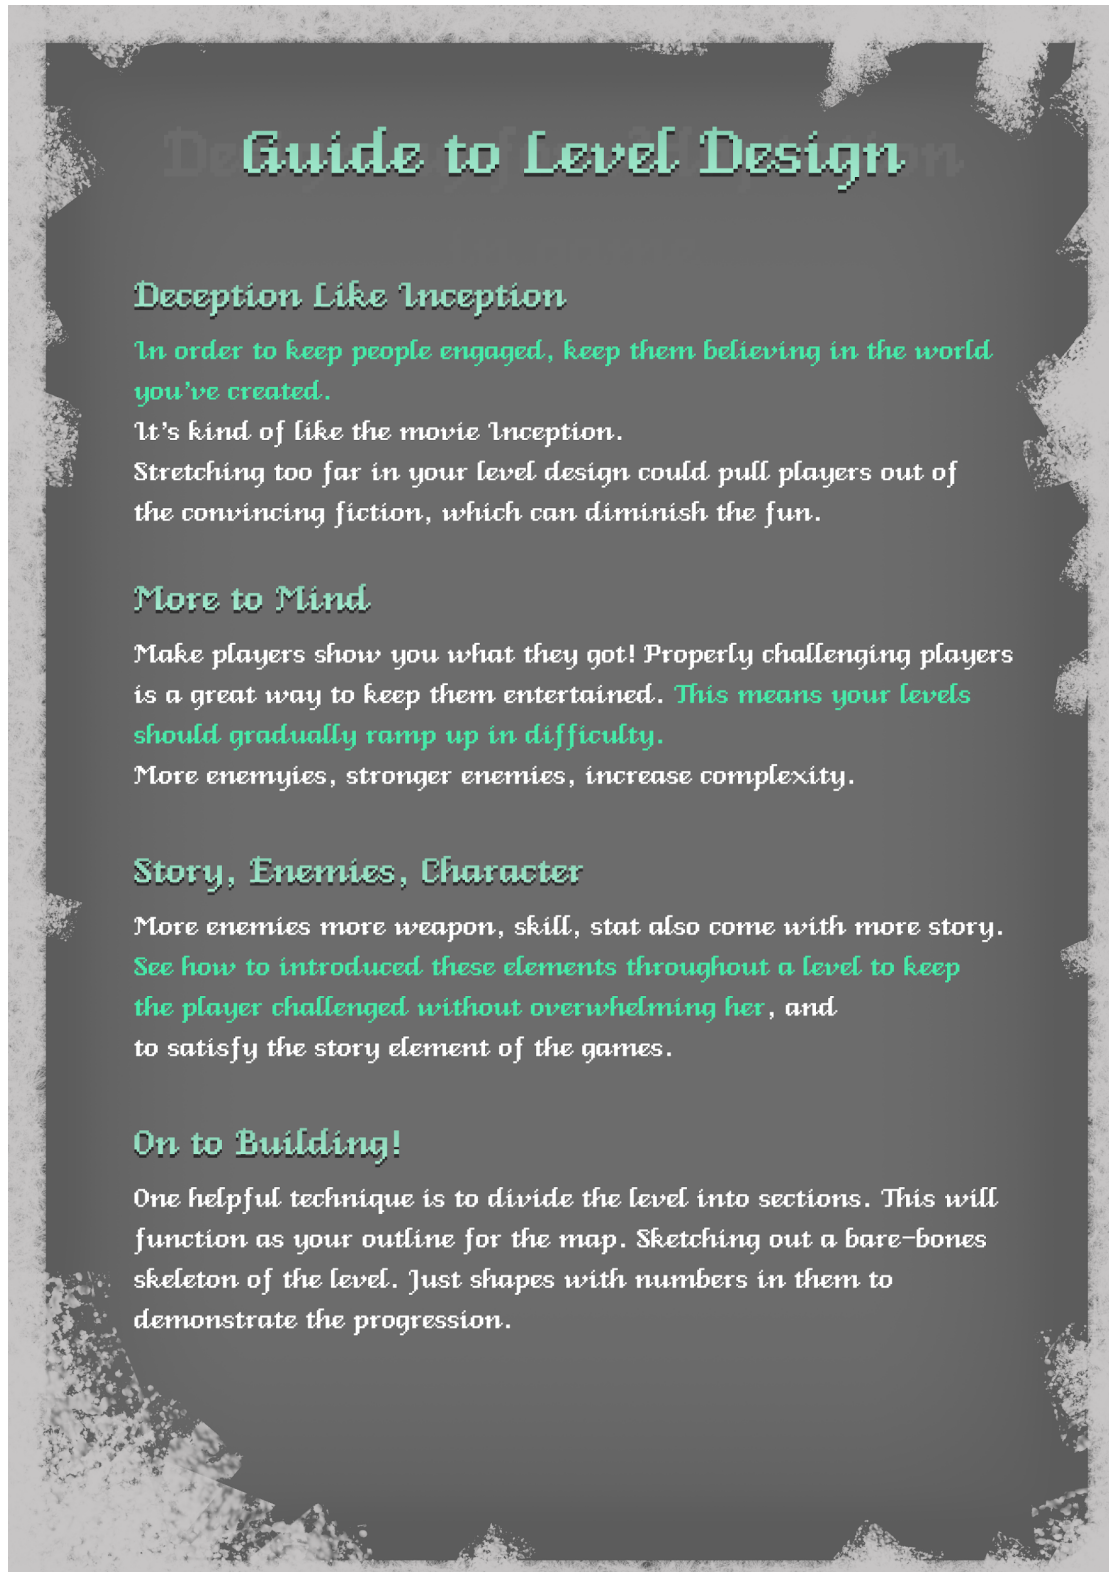 Guide to Level Design
Deception Like Inception
In order to keep people engaged, keep them believing in the world
you've created.
It's kind of like the movie Inception.
Stretching too far in your level design could pull players out of
the convincing fiction, which can diminish the fun.
More to Mind
Make players show you what they got! Properly challenging players
is a great way to keep them entertained. This means your levels
should gradually ramp up in difficulty.
More enemyies, stronger enemies, increase complexity.
Story, Enemies, Character
More enemies more weapon, skill, stat also come with more story.
See how to introduced these elements throughout a level to keep
the player challenged without overwhelming her, and
to satisfy the story element of the games.
On to Building!
One helpful technique is to divide the level into sections. This will
function as your outline for the map. Sketching out a bare-bones
skeleton of the level. Just shapes with numbers in them to
demonstrate the progression.